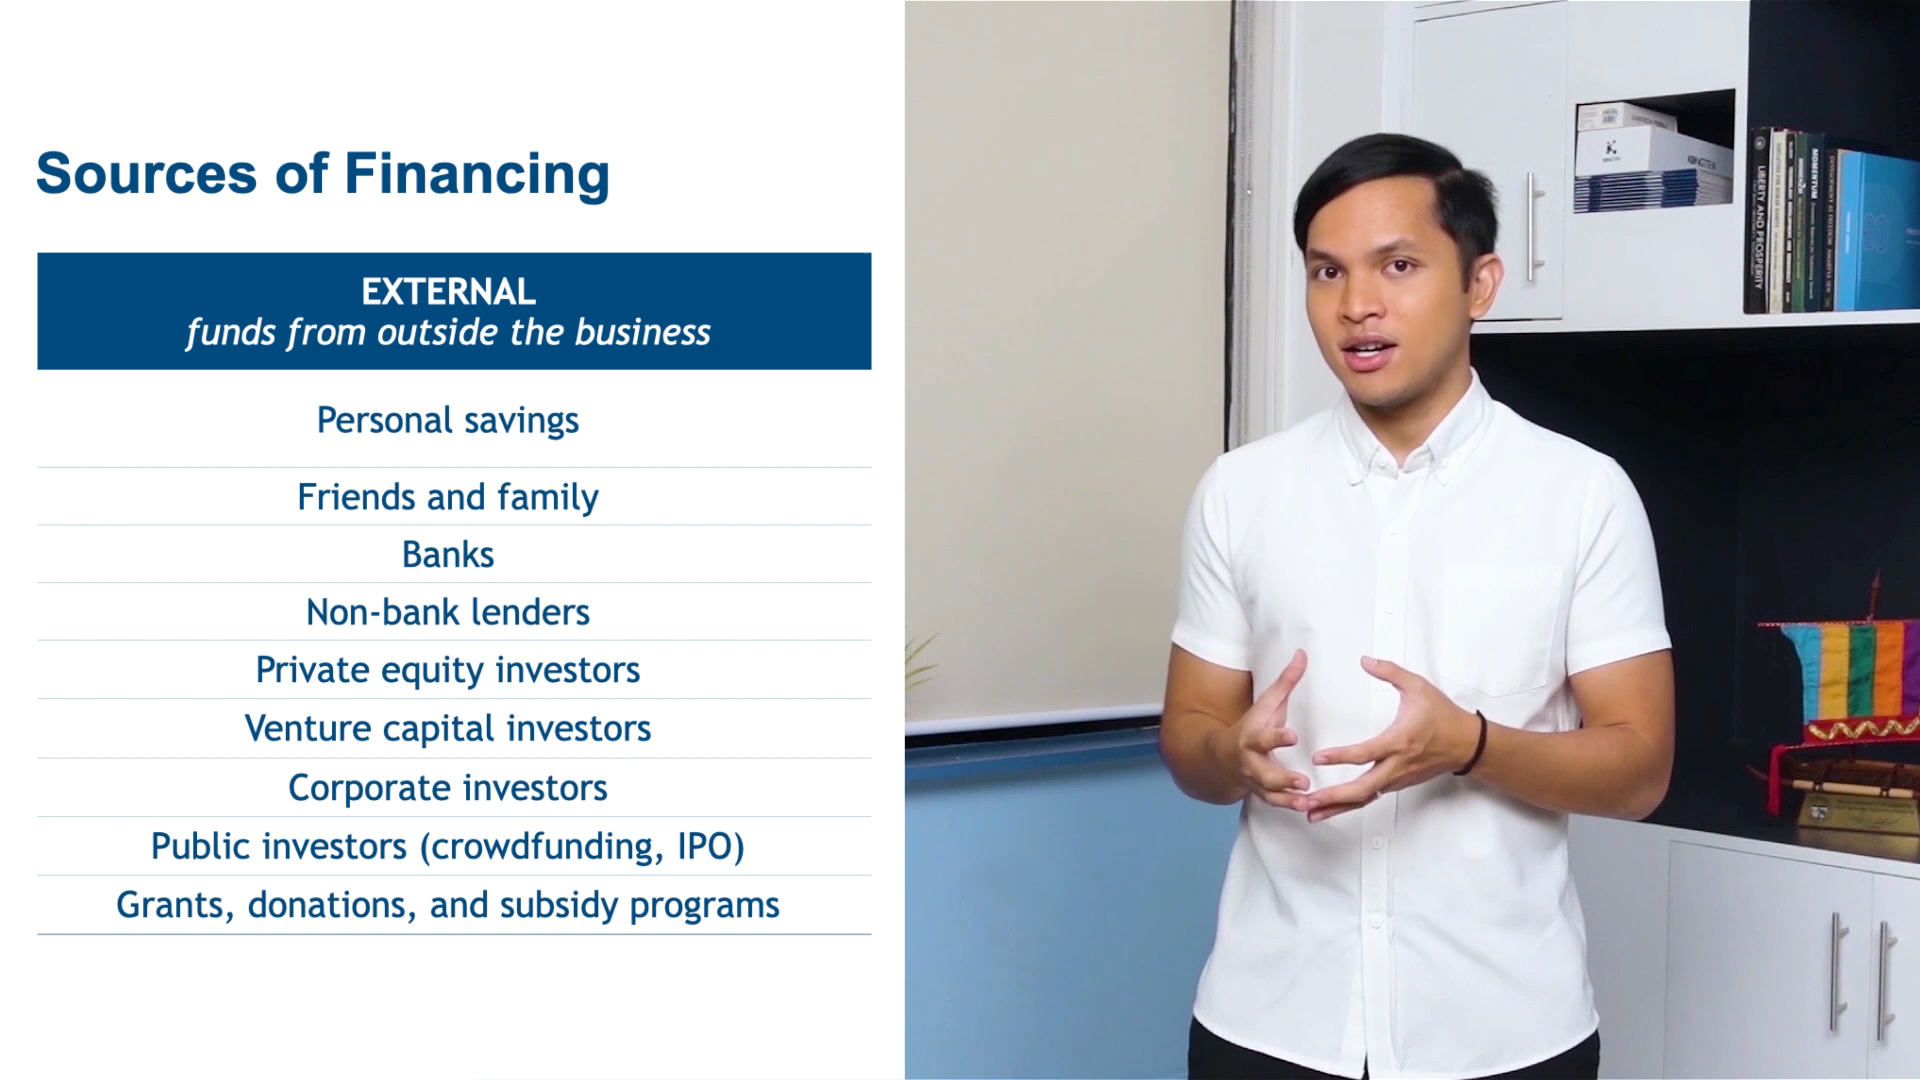 Sources of Financing
EXTERNAL
funds from outside the business
Personal savings
Friends and family
Banks
Non-bank lenders
Private equity investors
Venture capital investors
Corporate investors
Public investors (crowdfunding, IPO)
Grants, donations, and subsidy programs
KINGTEN
LIBERTY AND PROSPERITY
MOMENTUM